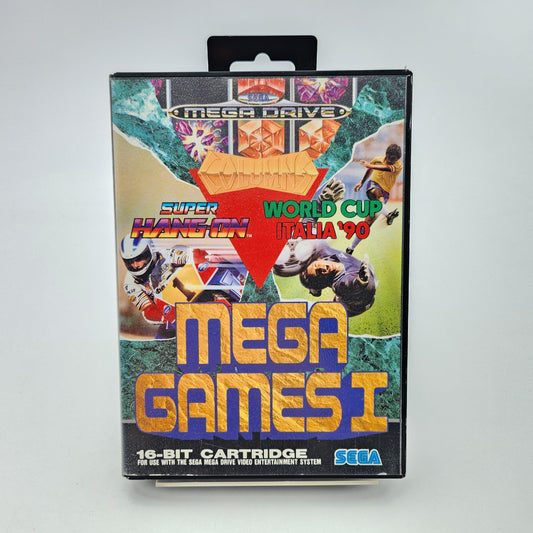 SEGA
MEGA DRIVE
COLUMNS
SUPER
HANG-ON
WORLD CUP
ITALIA '90
MEGA
GAMES I
16-BIT CARTRIDGE
FOR USE WITH THE SEGA MEGA DRIVE VIDEO ENTERTAINMENT SYSTEM
SEGA